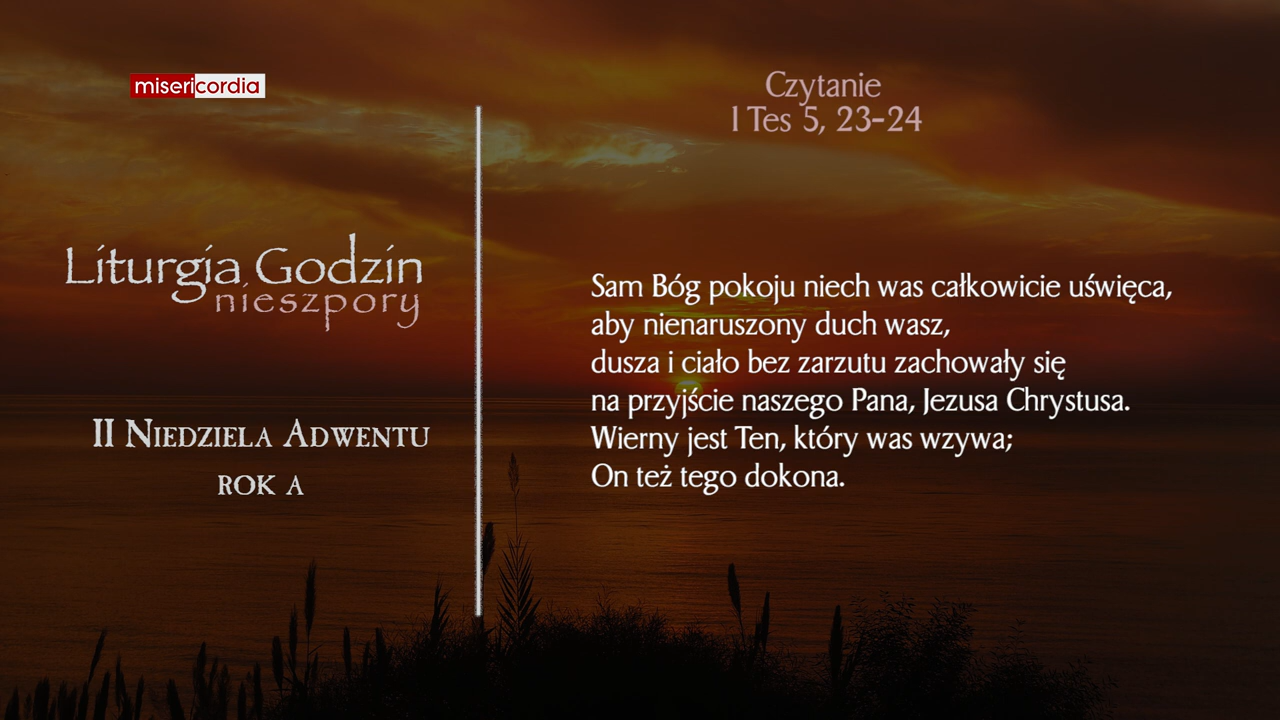 misericordia
Liturgia Godzin
nieszpory
II Niedziela Adwentu
rok A
Czytanie
1 Tes 5, 23-24
Sam Bóg pokoju niech was całkowicie uświęca,
aby nienaruszony duch wasz,
dusza i ciało bez zarzutu zachowały się
na przyjście naszego Pana, Jezusa Chrystusa.
Wierny jest Ten, który was wzywa;
On też tego dokona.